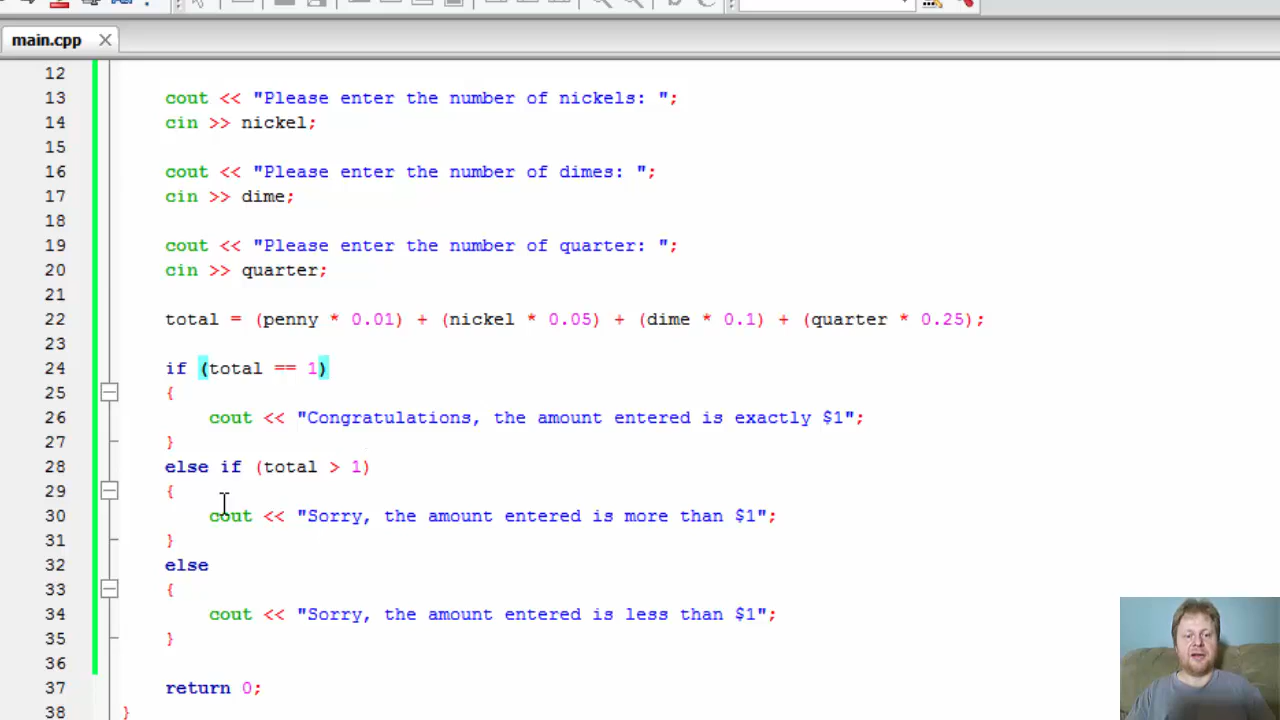 main.cpp
12
13 cout << "Please enter the number of nickels: ";
14 cin >> nickel;
15
16 cout << "Please enter the number of dimes: ";
17 cin >> dime;
18
19 cout << "Please enter the number of quarter: ";
20 cin >> quarter;
21
22 total = (penny * 0.01) + (nickel * 0.05) + (dime * 0.1) + (quarter * 0.25);
23
24 if (total == 1)
25 {
26 cout << "Congratulations, the amount entered is exactly $1";
27 }
28 else if (total > 1)
29 {
30 cout << "Sorry, the amount entered is more than $1";
31 }
32 else
33 {
34 cout << "Sorry, the amount entered is less than $1";
35 }
36
37 return 0;
38 }